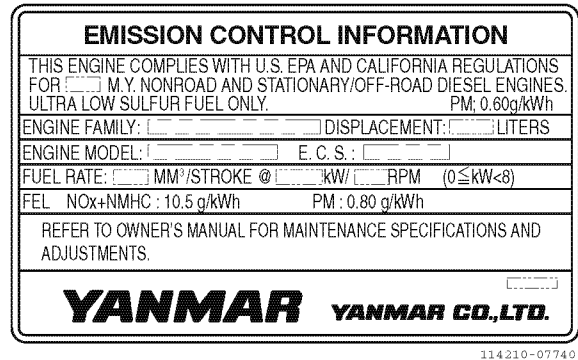 EMISSION CONTROL INFORMATION
THIS ENGINE COMPLIES WITH U.S. EPA AND CALIFORNIA REGULATIONS
FOR M.Y. NONROAD AND STATIONARY/OFF-ROAD DIESEL ENGINES.
ULTRA LOW SULFUR FUEL ONLY. PM; 0.60g/kWh
ENGINE FAMILY: DISPLACEMENT: LITERS
ENGINE MODEL: E.C.S.:
FUEL RATE: MM³/STROKE @ kW/ RPM (0≦kW<8)
FEL NOx+NMHC : 10.5 g/kWh PM : 0.80 g/kWh
REFER TO OWNER'S MANUAL FOR MAINTENANCE SPECIFICATIONS AND
ADJUSTMENTS.
YANMAR YANMAR CO.,LTD.
114210-07740